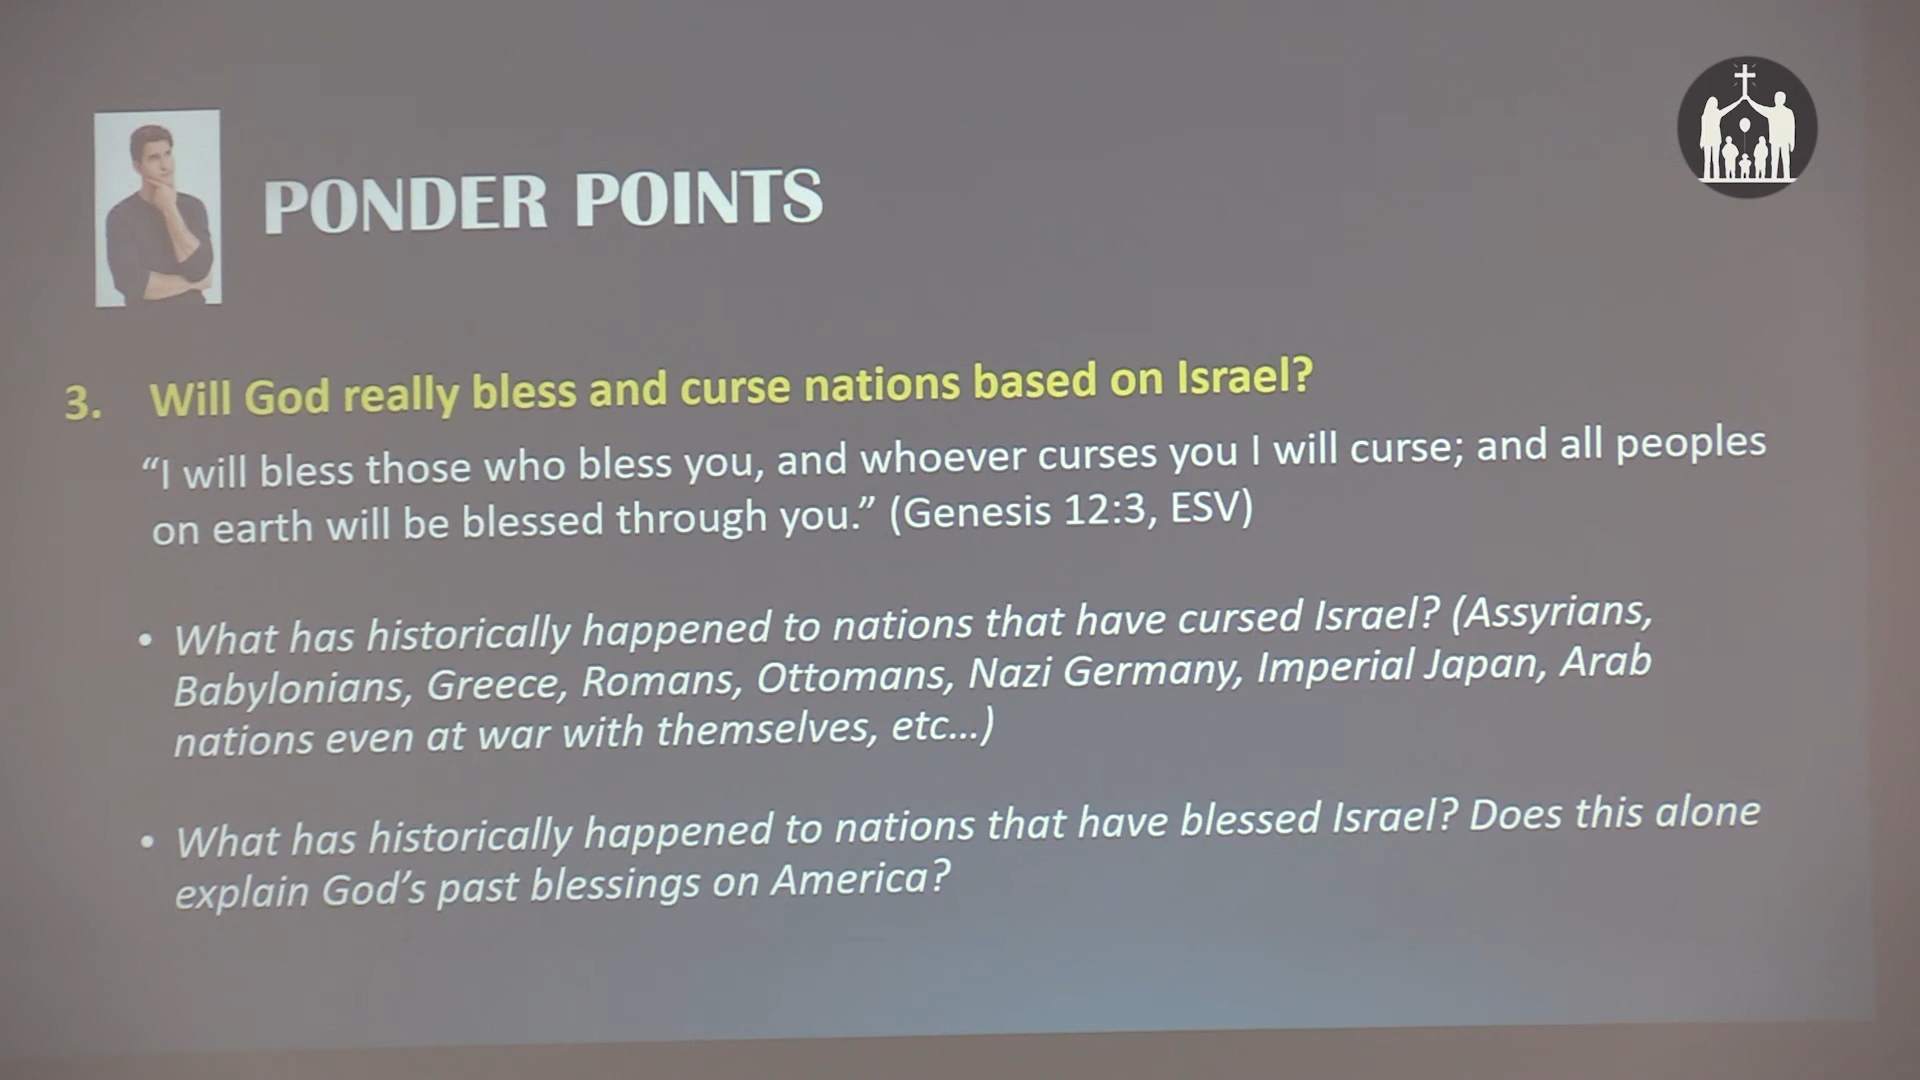 PONDER POINTS
3. Will God really bless and curse nations based on Israel?
“I will bless those who bless you, and whoever curses you I will curse; and all peoples
on earth will be blessed through you.” (Genesis 12:3, ESV)
• What has historically happened to nations that have cursed Israel? (Assyrians,
Babylonians, Greece, Romans, Ottomans, Nazi Germany, Imperial Japan, Arab
nations even at war with themselves, etc...)
• What has historically happened to nations that have blessed Israel? Does this alone
explain God’s past blessings on America?